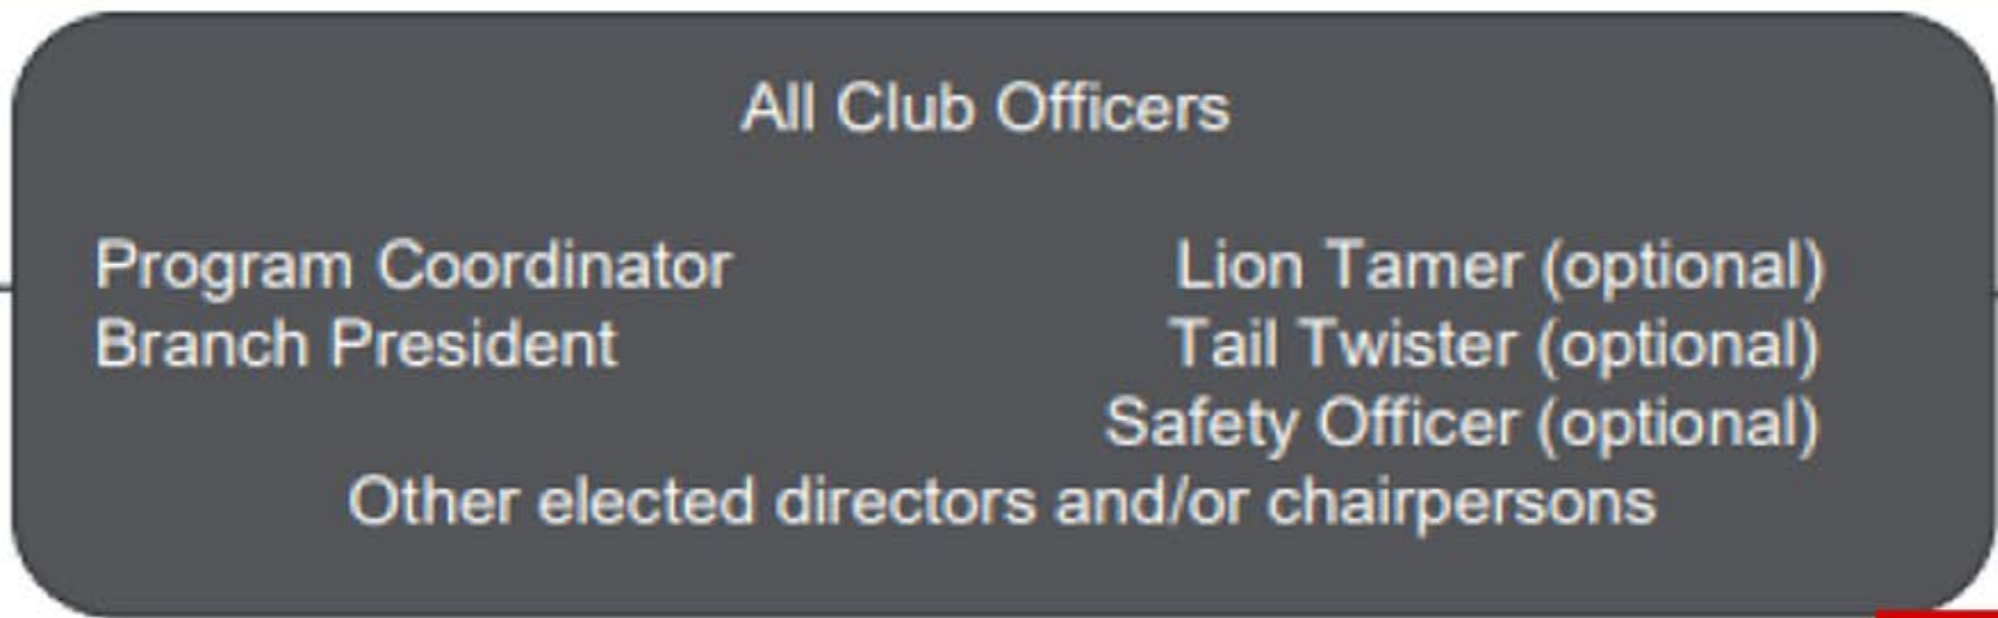 All Club Officers
Program Coordinator Lion Tamer (optional)
Branch President Tail Twister (optional)
Safety Officer (optional)
Other elected directors and/or chairpersons